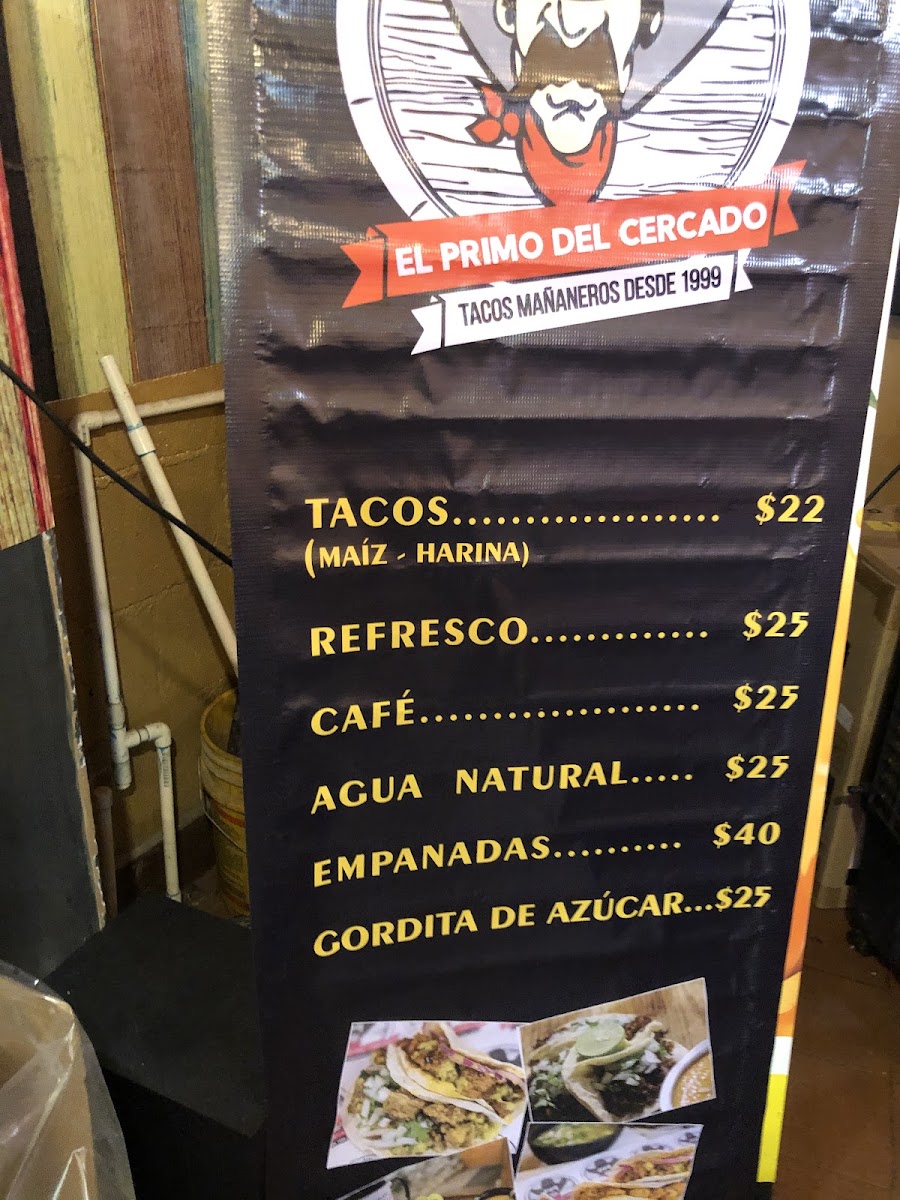 EL PRIMO DEL CERCADO
TACOS MAÑANEROS DESDE 1999
TACOS................... $22
(MAÍZ - HARINA)
REFRESCO............. $25
CAFÉ.................... $25
AGUA NATURAL..... $25
EMPANADAS.......... $40
GORDITA DE AZÚCAR...$25